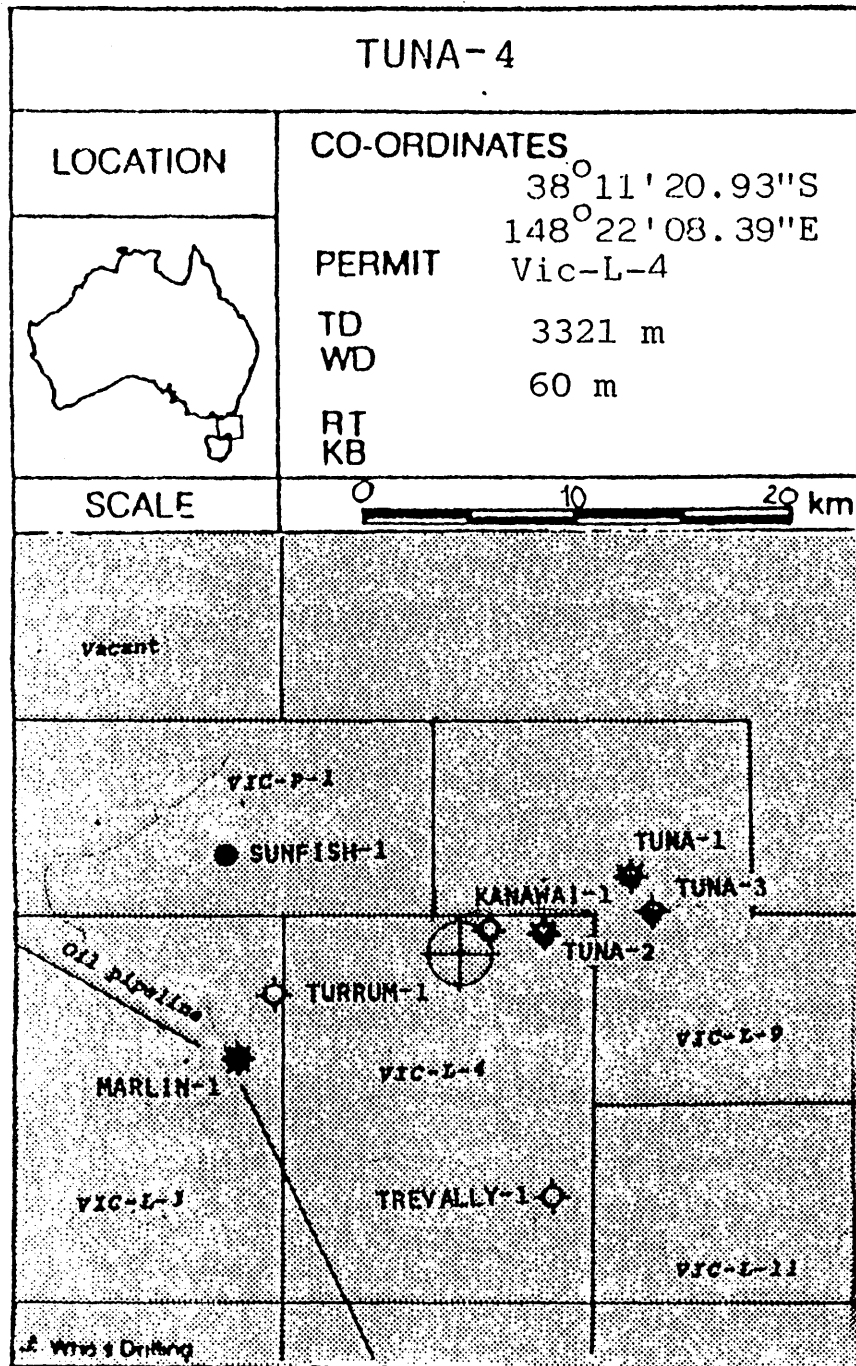 TUNA-4
LOCATION
CO-ORDINATES
38°11'20.93"S
148°22'08.39"E
PERMIT Vic-L-4
TD 3321 m
WD 60 m
RT
KB
SCALE
0 10 20 km
Vacant
VIC-P-1
SUNFISH-1
TUNA-1
TUNA-3
KANAWAI-1
TUNA-2
Oil pipeline
TURRUM-1
MARLIN-1
VIC-L-4
VIC-L-9
VIC-L-3
TREVALLY-1
VIC-L-11
Who's Drilling